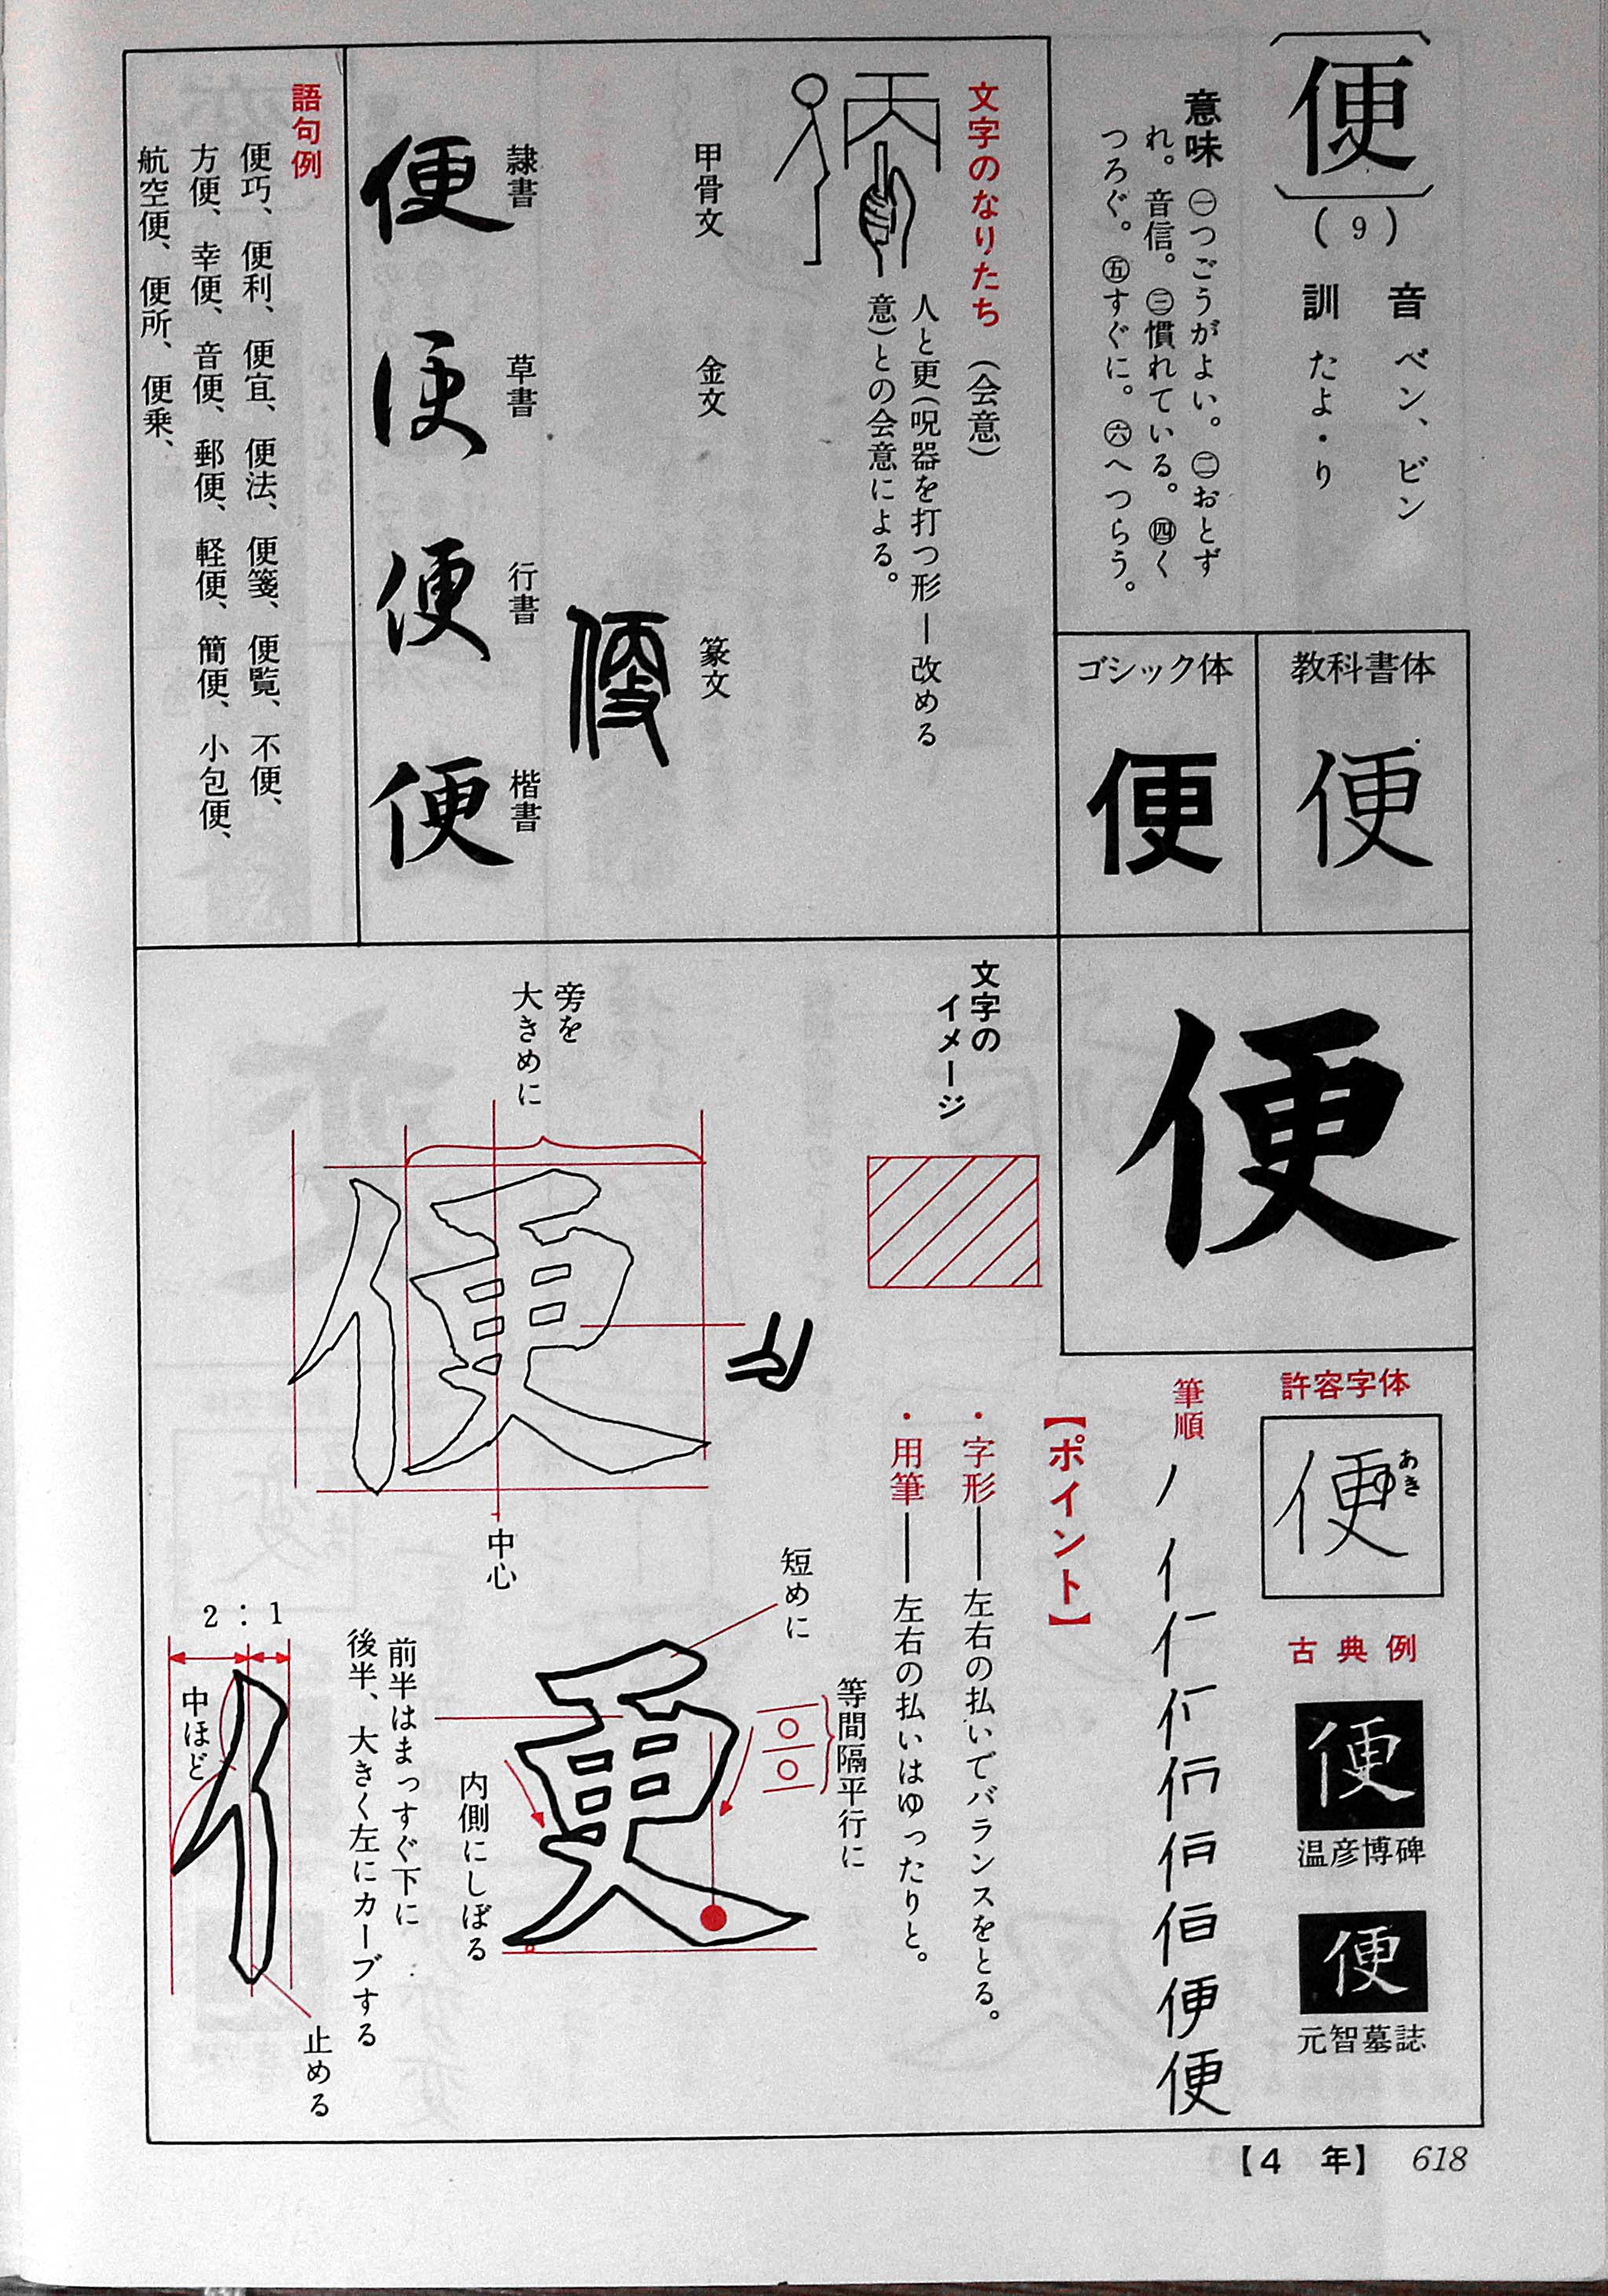 便
(9)
音 ベン、ビン
訓 たよ・り
意味 ㊀つごうがよい。㊁おとず
れ。音信。㊂慣れている。㊃く
つろぐ。㊄すぐに。㊅へつらう。
教科書体
便
ゴシック体
便
文字のなりたち (会意)
人と更(呪器を打つ形―改める
意)との会意による。
甲骨文
金文
篆文
便
隷書
便
草書
便
行書
便
楷書
便
語句例
便巧、便利、便宜、便法、便箋、便覧、不便、
方便、幸便、音便、郵便、軽便、簡便、小包便、
航空便、便所、便乗、
便
許容字体
便
あき
古典例
便
温彦博碑
便
元智墓誌
筆順
ノ 亻 便
【ポイント】
・字形――左右の払いでバランスをとる。
・用筆――左右の払いはゆったりと。
文字の
イメージ
旁を
大きめに
便
中心
短めに
等間隔平行に
更
内側にしぼる
前半はまっすぐ下に
後半、大きく左にカーブする
2:1
中ほど
亻
止める
【4 年】 618